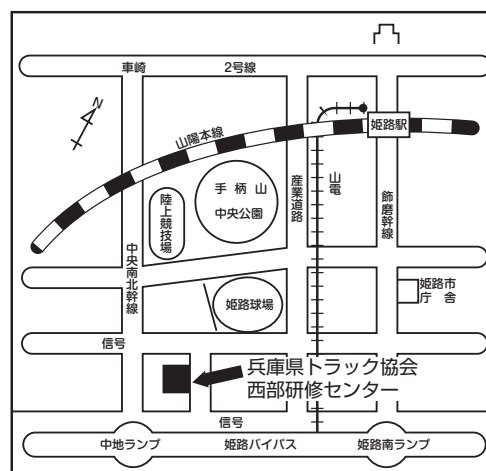 車崎
2号線
N
山陽本線
姫路駅
手柄山
中央公園
陸上競技場
産業道路
山電
飾磨幹線
中央南北幹線
姫路球場
姫路市
庁舎
信号
兵庫県トラック協会
西部研修センター
信号
中地ランプ
姫路バイパス
姫路南ランプ